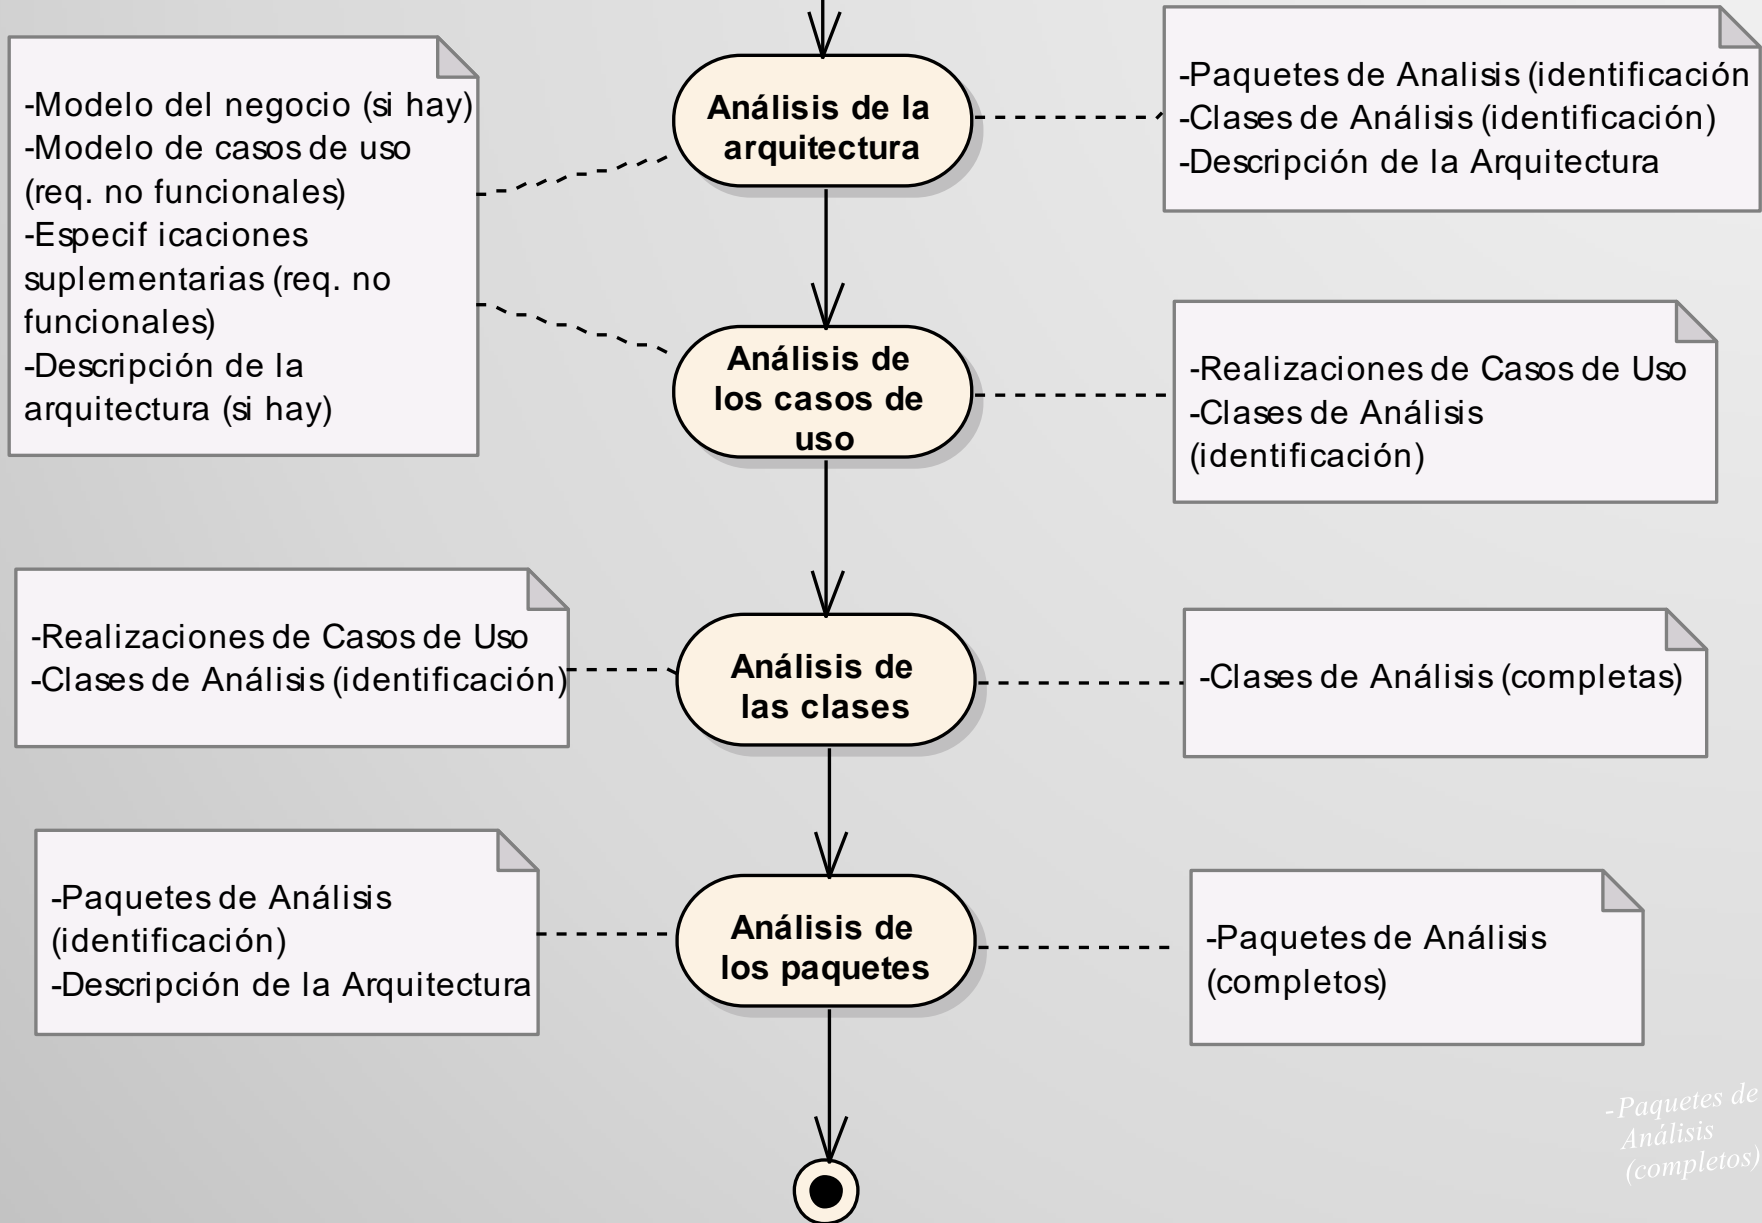 -Modelo del negocio (si hay)
-Modelo de casos de uso
(req. no funcionales)
-Especif icaciones
suplementarias (req. no
funcionales)
-Descripción de la
arquitectura (si hay)
Análisis de la
arquitectura
-Paquetes de Analisis (identificación
-Clases de Análisis (identificación)
-Descripción de la Arquitectura
Análisis de
los casos de
uso
-Realizaciones de Casos de Uso
-Clases de Análisis
(identificación)
-Realizaciones de Casos de Uso
-Clases de Análisis (identificación)
Análisis de
las clases
-Clases de Análisis (completas)
-Paquetes de Análisis
(identificación)
-Descripción de la Arquitectura
Análisis de
los paquetes
-Paquetes de Análisis
(completos)
-Paquetes de
Análisis
(completos)